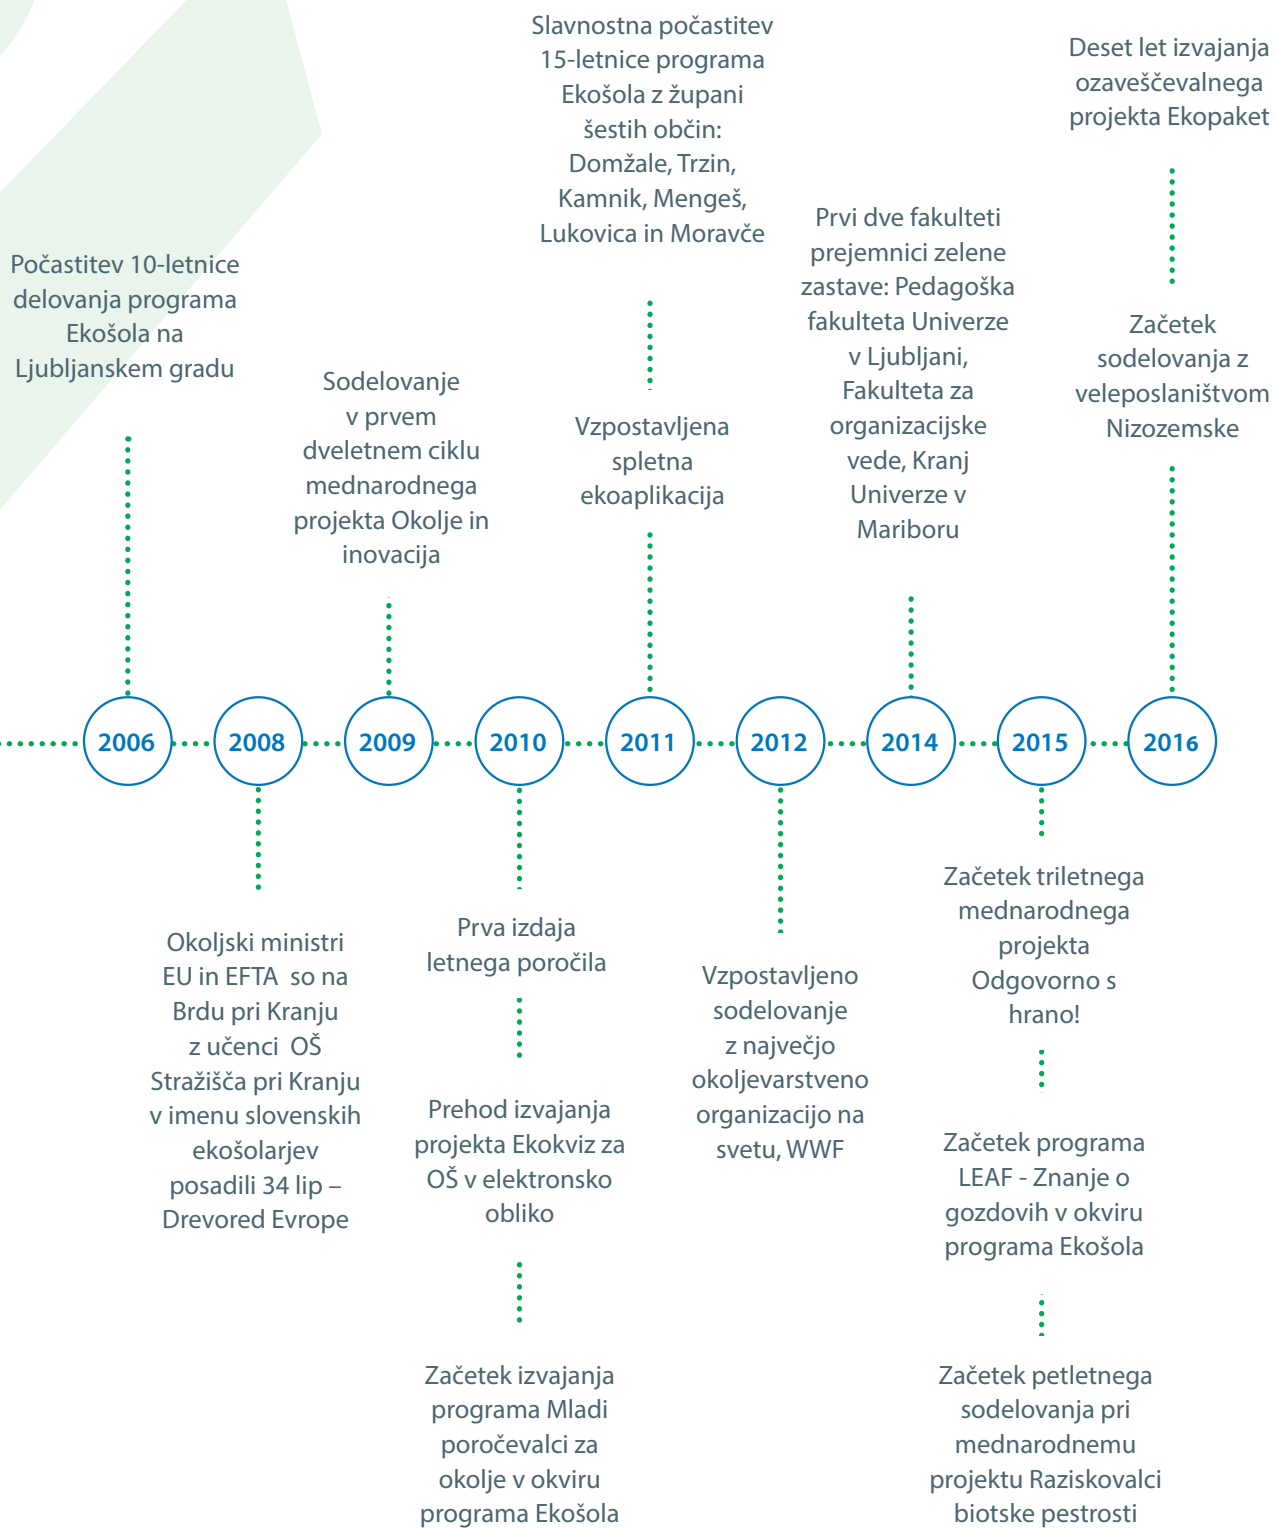 Počastitev 10-letnice
delovanja programa
Ekošola na
Ljubljanskem gradu
Sodelovanje
v prvem
dveletnem ciklu
mednarodnega
projekta Okolje in
inovacija
Slavnostna počastitev
15-letnice programa
Ekošola z župani
šestih občin:
Domžale, Trzin,
Kamnik, Mengeš,
Lukovica in Moravče
Vzpostavljena
spletna
ekoaplikacija
Prvi dve fakulteti
prejemnici zelene
zastave: Pedagoška
fakulteta Univerze
v Ljubljani,
Fakulteta za
organizacijske
vede, Kranj
Univerze v
Mariboru
Deset let izvajanja
ozaveščevalnega
projekta Ekopaket
Začetek
sodelovanja z
veleposlaništvom
Nizozemske
2006
2008
2009
2010
2011
2012
2014
2015
2016
Okoljski ministri
EU in EFTA so na
Brdu pri Kranju
z učenci OŠ
Stražišča pri Kranju
v imenu slovenskih
ekošolarjev
posadili 34 lip –
Drevored Evrope
Prva izdaja
letnega poročila
Prehod izvajanja
projekta Ekokviz za
OŠ v elektronsko
obliko
Začetek izvajanja
programa Mladi
poročevalci za
okolje v okviru
programa Ekošola
Vzpostavljeno
sodelovanje
z največjo
okoljevarstveno
organizacijo na
svetu, WWF
Začetek triletnega
mednarodnega
projekta
Odgovorno s
hrano!
Začetek programa
LEAF - Znanje o
gozdovih v okviru
programa Ekošola
Začetek petletnega
sodelovanja pri
mednarodnemu
projektu Raziskovalci
biotske pestrosti